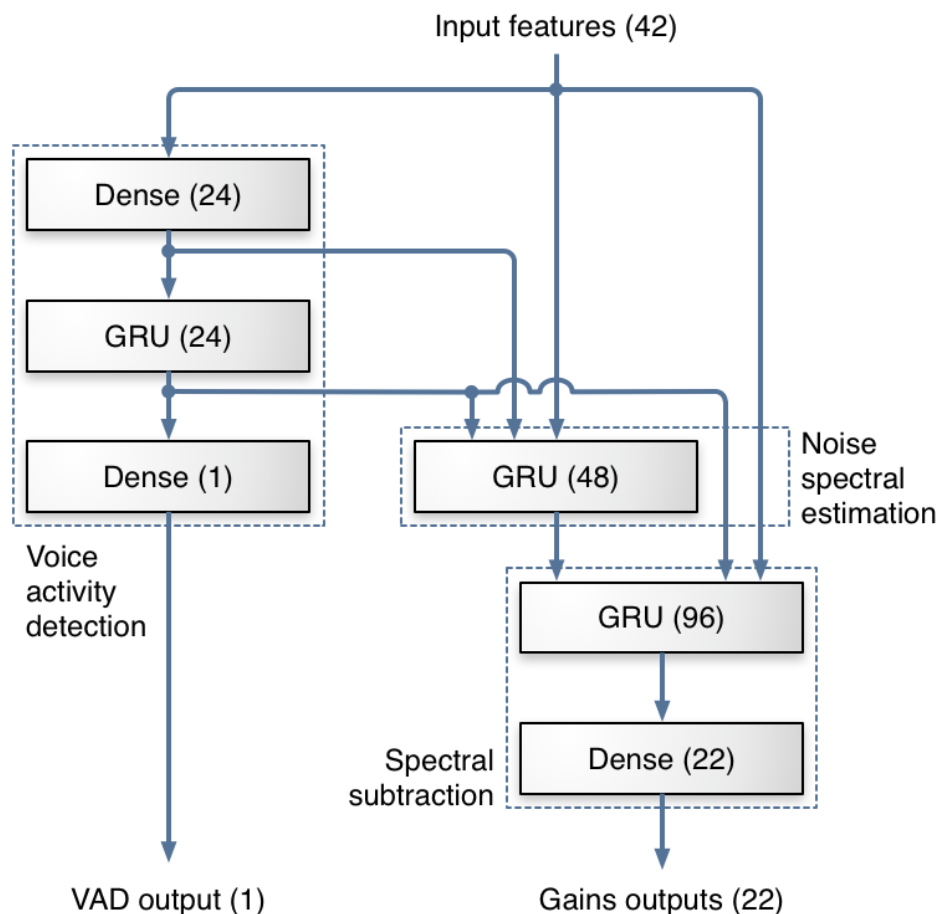 Input features (42)
Dense (24)
GRU (24)
Dense (1)
Voice
activity
detection
GRU (48)
Noise
spectral
estimation
GRU (96)
Dense (22)
Spectral
subtraction
VAD output (1)
Gains outputs (22)